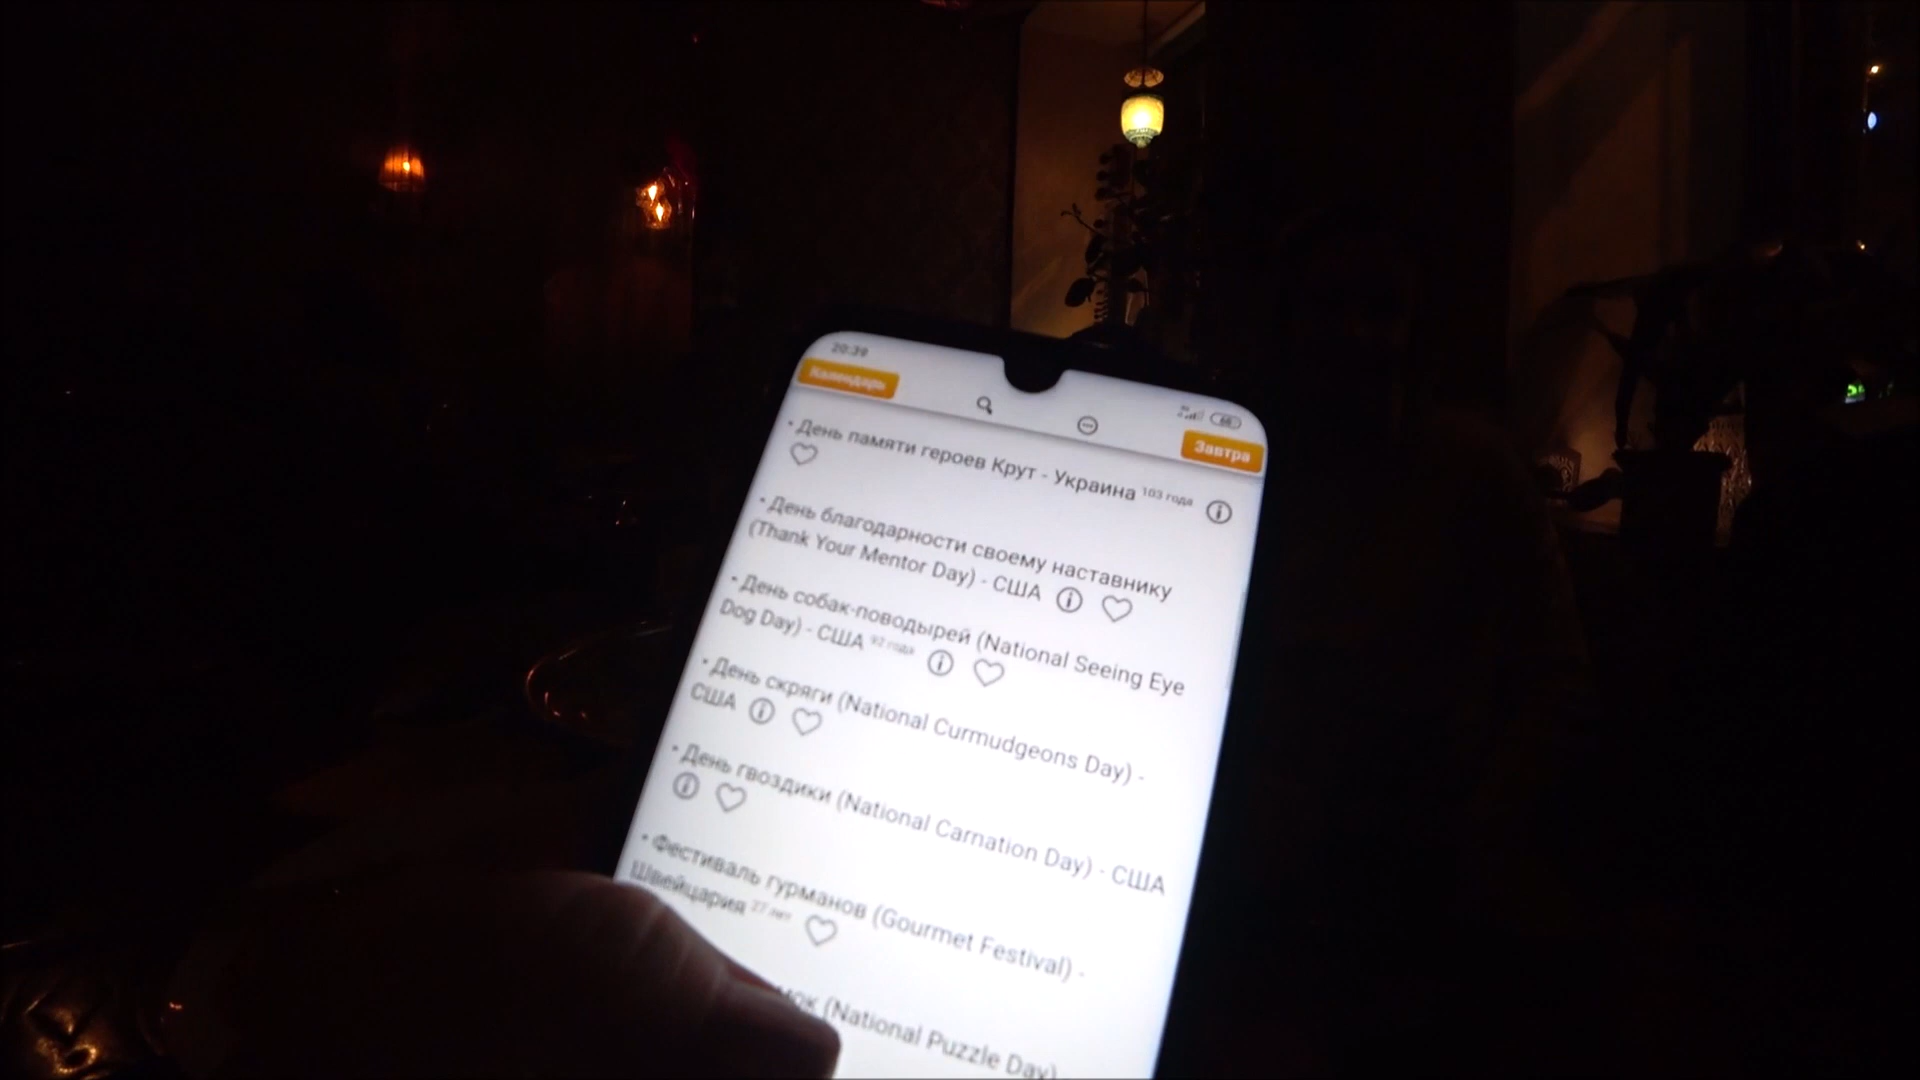 20:39
Календарь
66
Завтра
• День памяти героев Крут - Украина 103 года
• День благодарности своему наставнику
(Thank Your Mentor Day) - США
• День собак-поводырей (National Seeing Eye
Dog Day) - США 92 года
• День скряги (National Curmudgeons Day) -
США
• День гвоздики (National Carnation Day) - США
• Фестиваль гурманов (Gourmet Festival) -
Швейцария 27 лет
(National Puzzle Day)